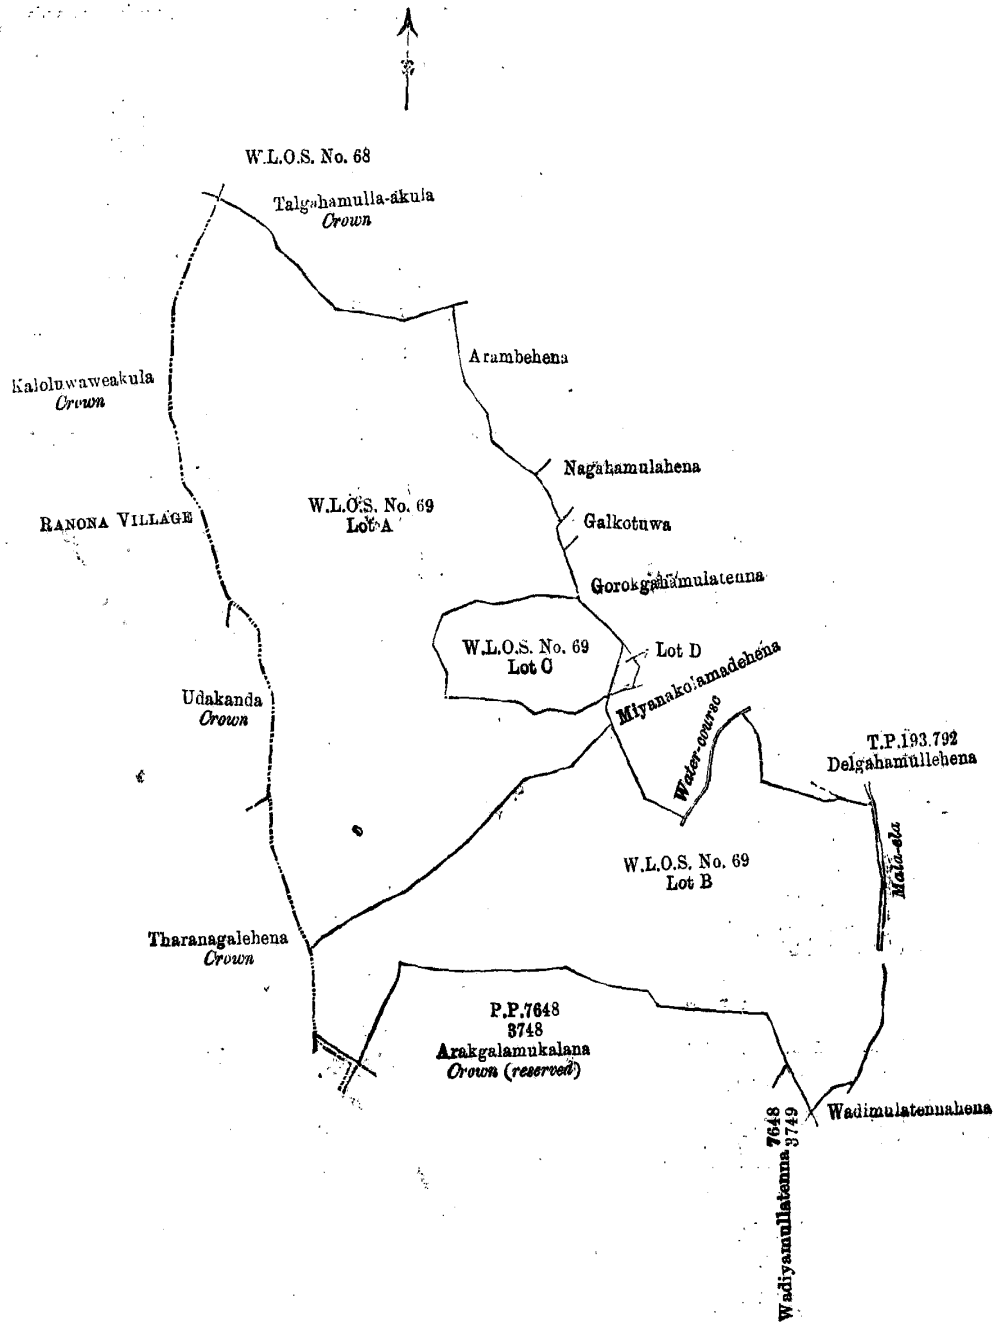 W.L.O.S. No. 68
Talgahamulla-akula
Crown
Arambehena
Kaloluwaweakula
Crown
Nagahamulahena
W.L.O.S. No. 69
Lot A
RANONA VILLAGE
Galkotuwa
Gorokgahamulatenna
W.L.O.S. No. 69
Lot C
Lot D
Miyanakolamadehena
Udakanda
Crown
Water-course
T.P.193.792
Delgahamullehena
Mala-ela
W.L.O.S. No. 69
Lot B
Tharanagalehena
Crown
P.P.7648
3748
Arakgalamukalana
Crown (reserved)
Wadimulatennahena
Wadiyamullatenna 7648
3749